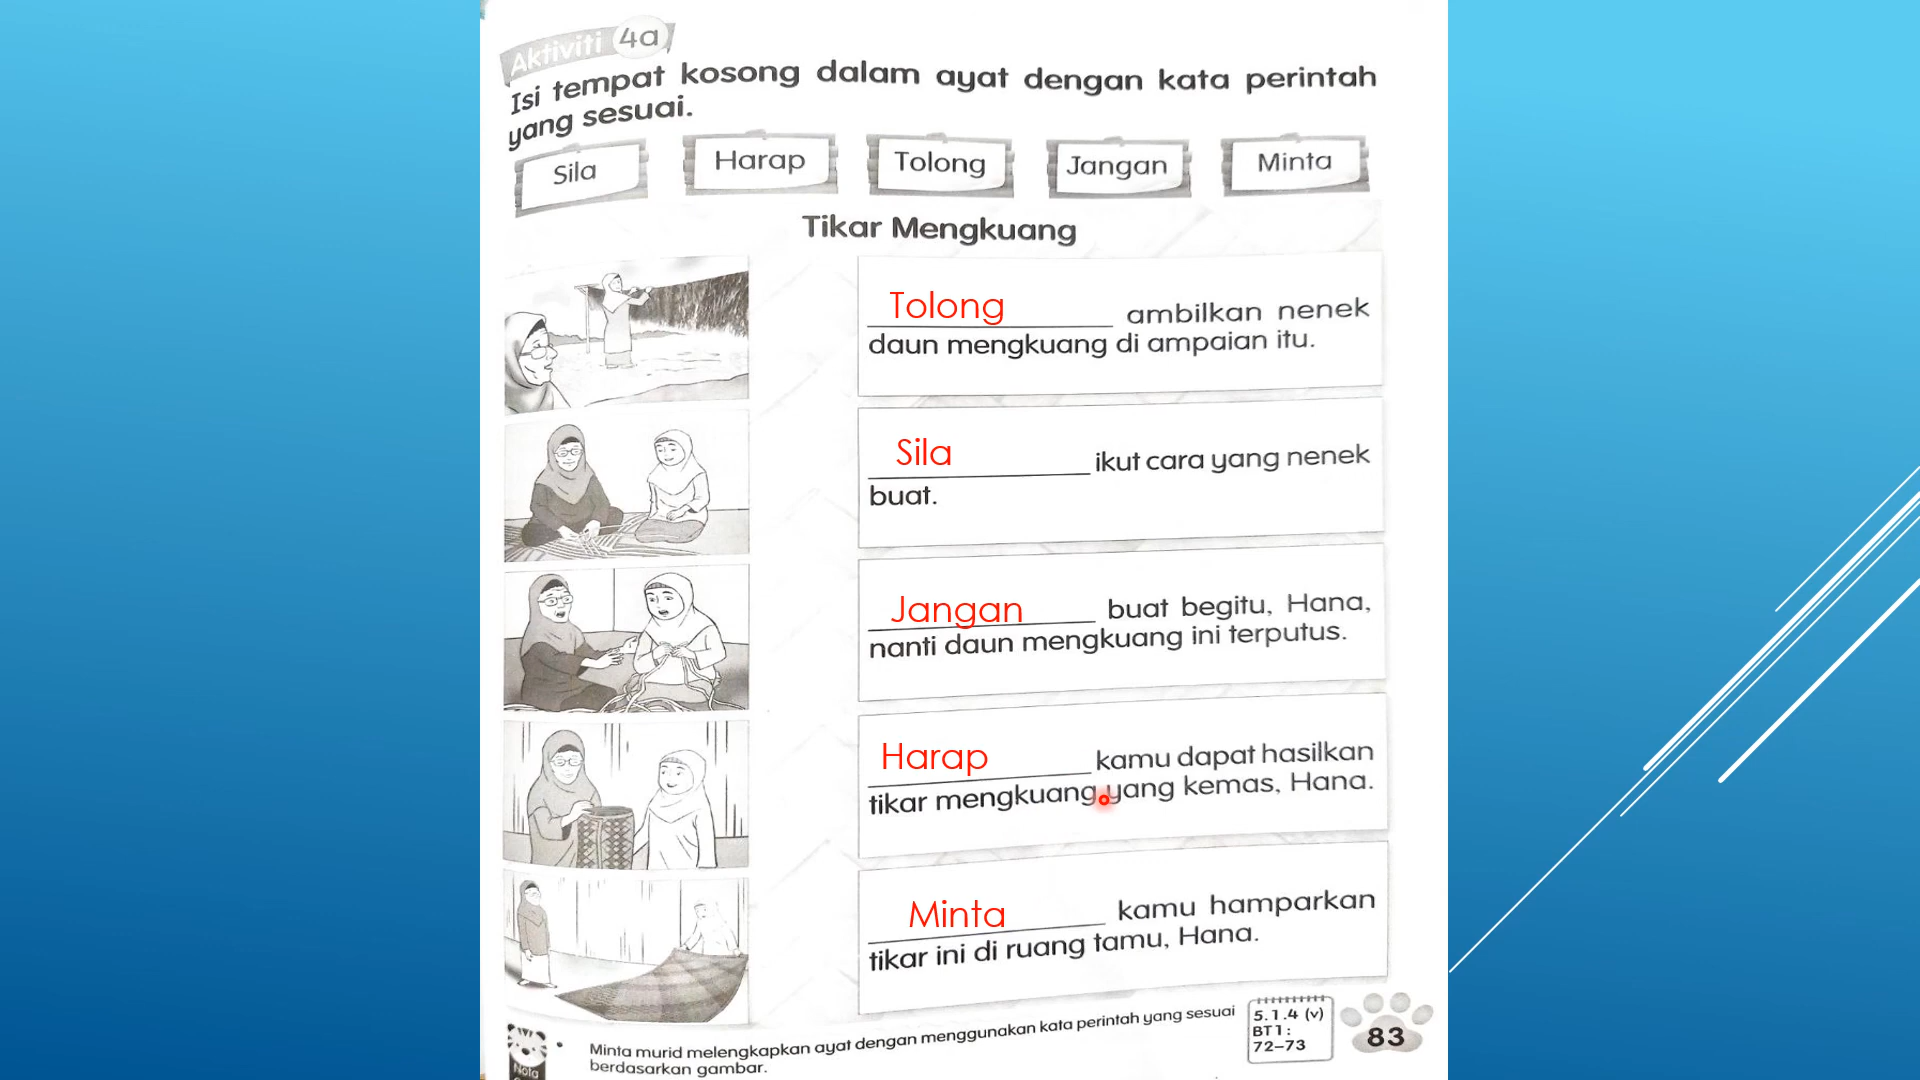 Aktiviti 4a
Isi tempat kosong dalam ayat dengan kata perintah
yang sesuai.
Sila Harap Tolong Jangan Minta
Tikar Mengkuang
Tolong ambilkan nenek
daun mengkuang di ampaian itu.
Sila ikut cara yang nenek
buat.
Jangan buat begitu, Hana,
nanti daun mengkuang ini terputus.
Harap kamu dapat hasilkan
tikar mengkuang yang kemas, Hana.
Minta kamu hamparkan
tikar ini di ruang tamu, Hana.
Nota
• Minta murid melengkapkan ayat dengan menggunakan kata perintah yang sesuai
berdasarkan gambar.
5.1.4 (v)
BT1:
72–73
83